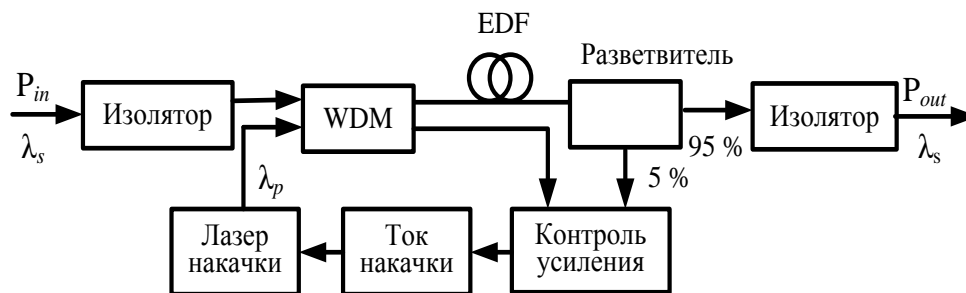 EDF
Разветвитель
P_in
Изолятор
WDM
Изолятор
P_out
λ_s
95 %
λ_s
λ_p
5 %
Лазер
накачки
Ток
накачки
Контроль
усиления